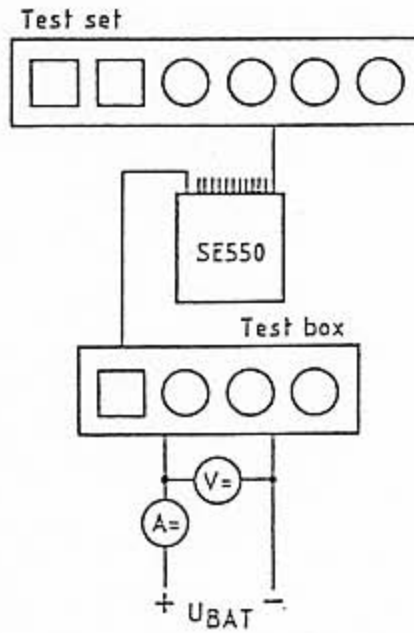 Test set
SE550
Test box
V=
A=
+ UBAT −